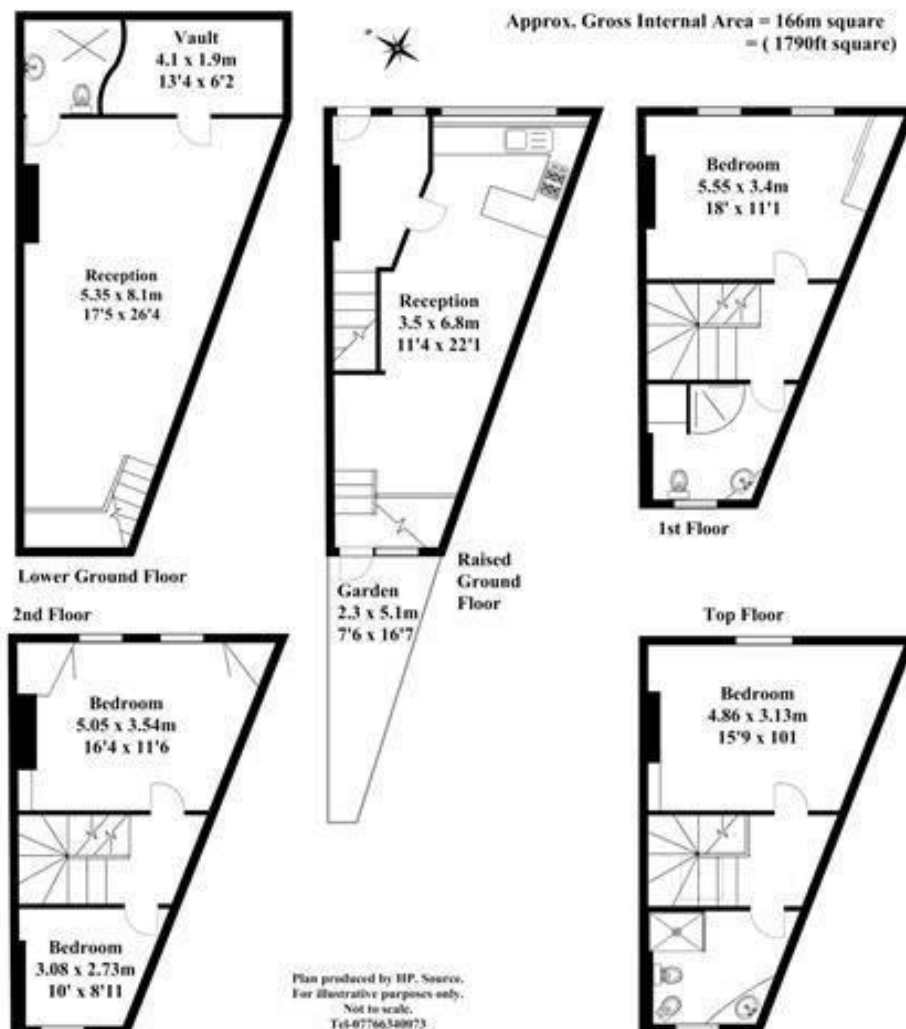 Approx. Gross Internal Area = 166m square
= ( 1790ft square)
Vault
4.1 x 1.9m
13'4 x 6'2
Reception
5.35 x 8.1m
17'5 x 26'4
Lower Ground Floor
Reception
3.5 x 6.8m
11'4 x 22'1
Raised
Ground
Floor
Garden
2.3 x 5.1m
7'6 x 16'7
Bedroom
5.55 x 3.4m
18' x 11'1
1st Floor
2nd Floor
Bedroom
5.05 x 3.54m
16'4 x 11'6
Bedroom
3.08 x 2.73m
10' x 8'11
Top Floor
Bedroom
4.86 x 3.13m
15'9 x 101
Plan produced by HP. Source.
For illustrative purposes only.
Not to scale.
Tel-07766340073